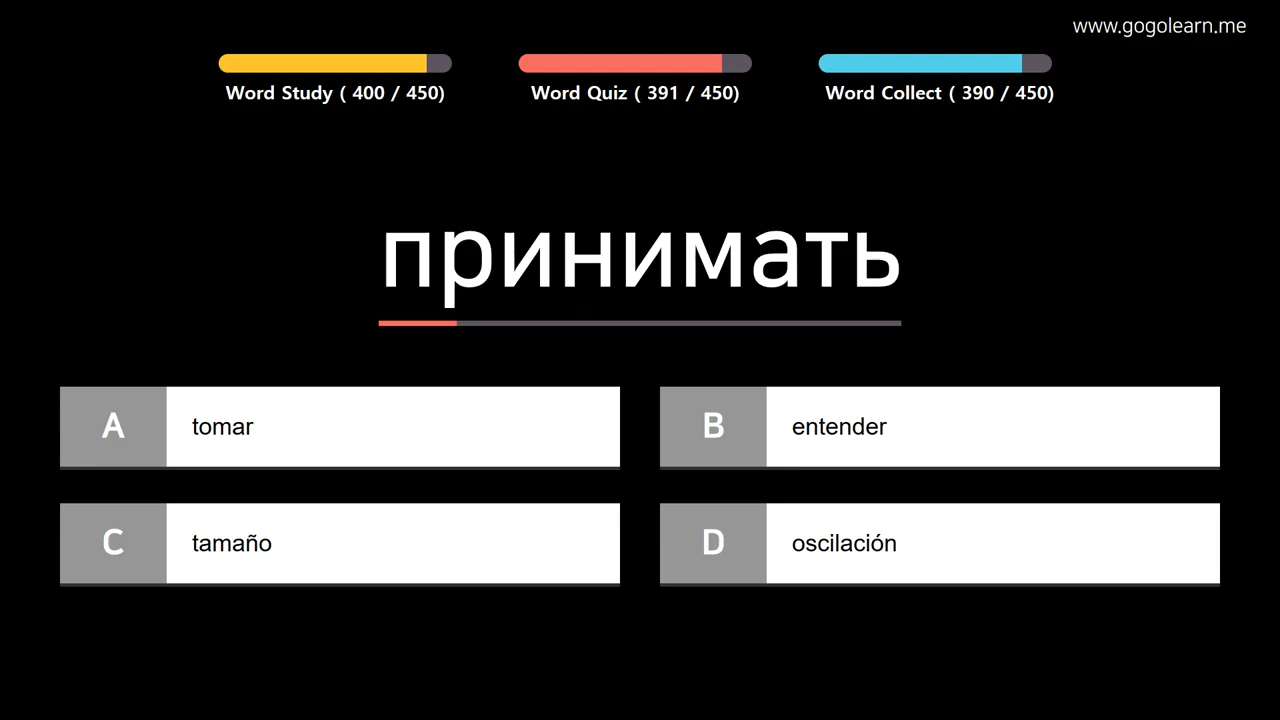 www.gogolearn.me
Word Study ( 400 / 450)
Word Quiz ( 391 / 450)
Word Collect ( 390 / 450)
принимать
A tomar
B entender
C tamaño
D oscilación